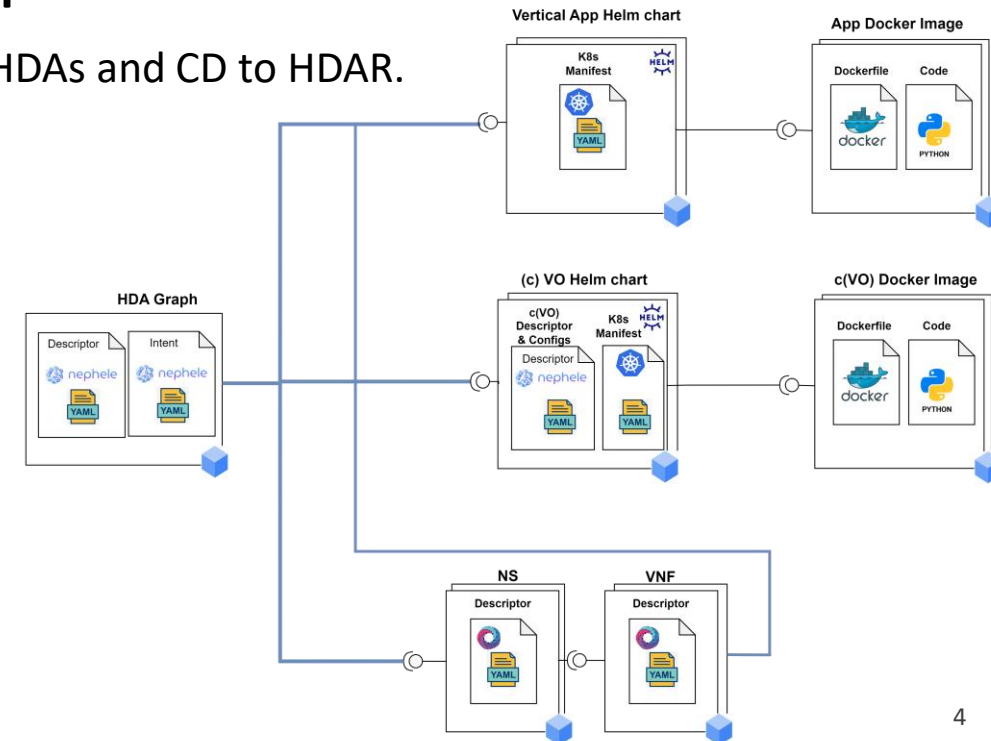 HDAs and CD to HDAR.
Vertical App Helm chart
K8s
Manifest
HELM
YAML
App Docker Image
Dockerfile
Code
docker
PYTHON
HDA Graph
Descriptor
Intent
nephele
nephele
YAML
YAML
(c) VO Helm chart
c(VO)
Descriptor
& Configs
K8s
Manifest
HELM
Descriptor
nephele
YAML
YAML
c(VO) Docker Image
Dockerfile
Code
docker
PYTHON
NS
Descriptor
YAML
VNF
Descriptor
YAML
4